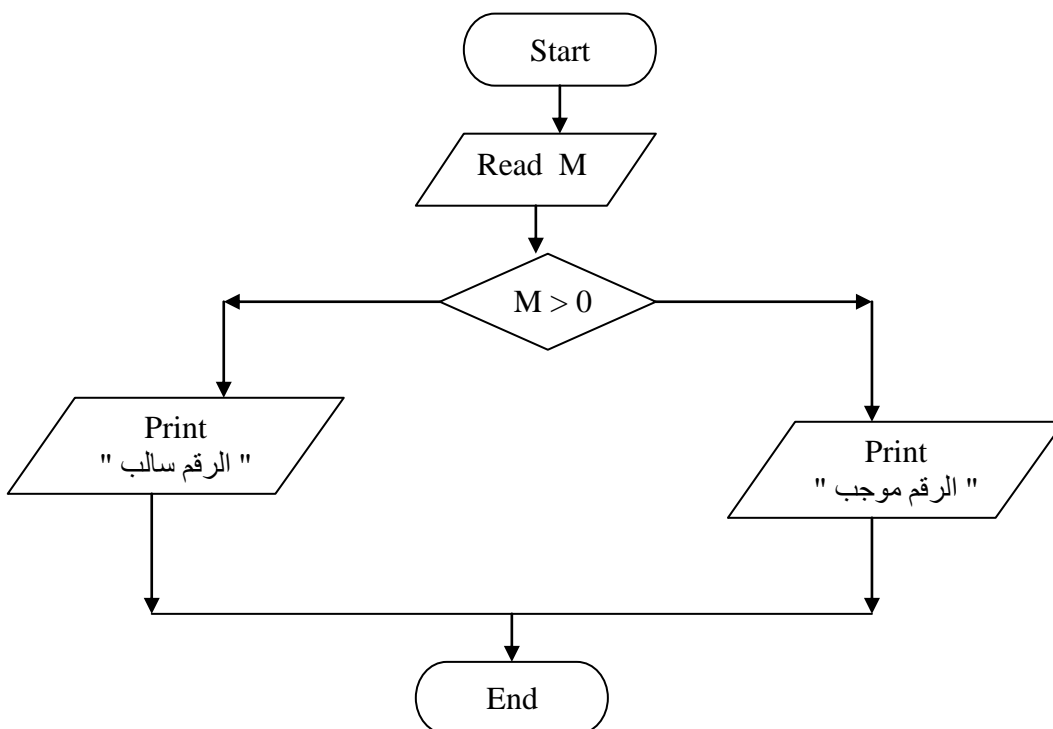 Start
Read M
M > 0
Print
" الرقم سالب "
Print
" الرقم موجب "
End